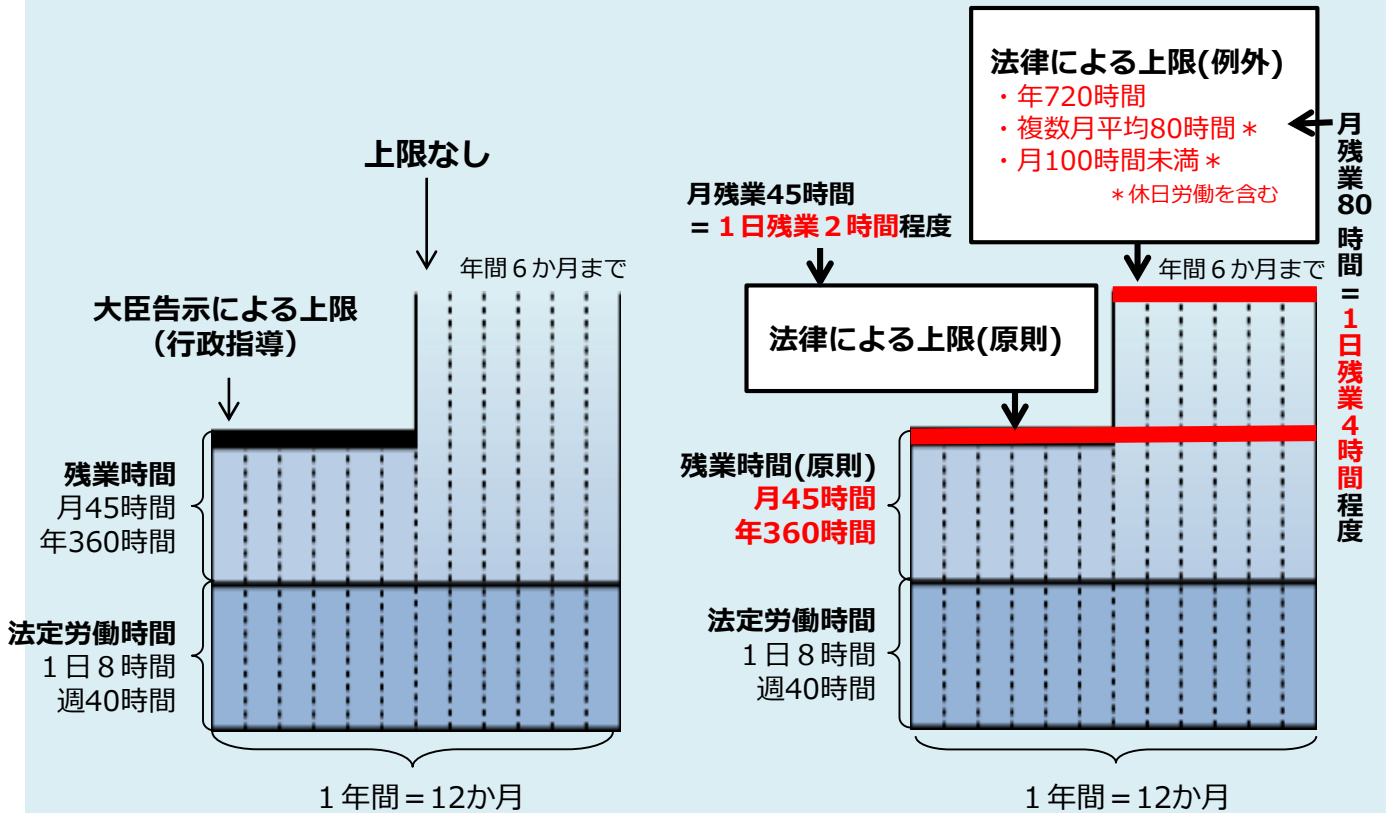 上限なし
年間６か月まで
大臣告示による上限
（行政指導）
残業時間
月45時間
年360時間
法定労働時間
１日８時間
週40時間
１年間＝12か月
法律による上限(例外)
・年720時間
・複数月平均80時間＊
・月100時間未満＊
＊休日労働を含む
月残業80時間＝１日残業４時間程度
月残業45時間
＝１日残業２時間程度
年間６か月まで
法律による上限(原則)
残業時間(原則)
月45時間
年360時間
法定労働時間
１日８時間
週40時間
１年間＝12か月